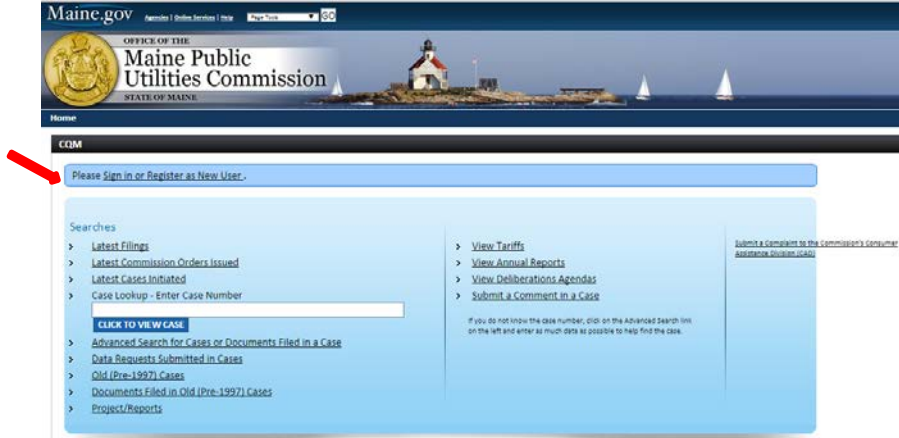 Maine.gov Agencies | Online Services | Help Page Tools GO
OFFICE OF THE
Maine Public
Utilities Commission
STATE OF MAINE
Home
CQM
Please Sign in or Register as New User .
Searches
Latest Filings
Latest Commission Orders Issued
Latest Cases Initiated
Case Lookup - Enter Case Number
CLICK TO VIEW CASE
Advanced Search for Cases or Documents Filed in a Case
Data Requests Submitted in Cases
Old (Pre-1997) Cases
Documents Filed in Old (Pre-1997) Cases
Project/Reports
View Tariffs
View Annual Reports
View Deliberations Agendas
Submit a Comment in a Case
If you do not know the case number, click on the Advanced Search link
on the left and enter as much data as possible to help find the case.
Submit a Complaint to the Commission's Consumer
Assistance Division (CAD)